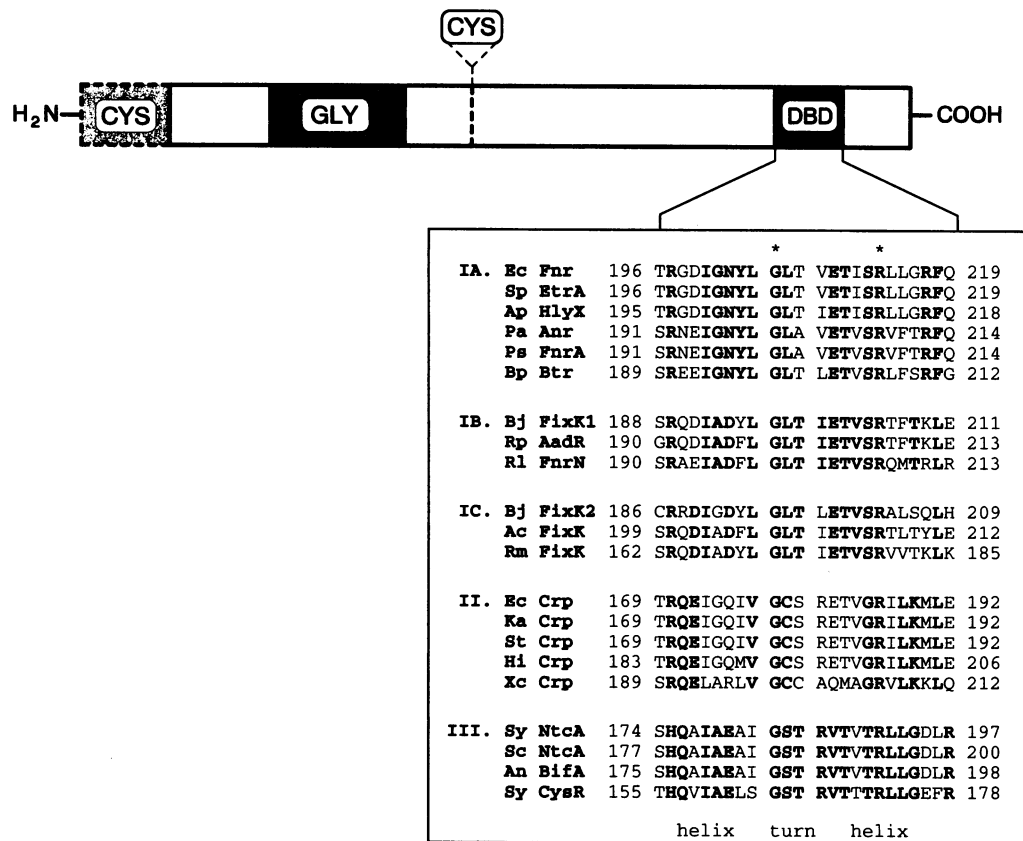 CYS
H2N CYS GLY DBD COOH
* *
IA. Ec Fnr 196 TRGDIGNYL GLT VETISRLLGRFQ 219
Sp EtrA 196 TRGDIGNYL GLT VETISRLLGRFQ 219
Ap HlyX 195 TRGDIGNYL GLT IETISRLLGRFQ 218
Pa Anr 191 SRNEIGNYL GLA VETVSRVFTRFQ 214
Ps FnrA 191 SRNEIGNYL GLA VETVSRVFTRFQ 214
Bp Btr 189 SREEIGNYL GLT LETVSRLFSRFG 212
IB. Bj FixK1 188 SRQDIADYL GLT IETVSRTFTKLE 211
Rp AadR 190 GRQDIADFL GLT IETVSRTFTKLE 213
Rl FnrN 190 SRAEIADFL GLT IETVSRQMTRLR 213
IC. Bj FixK2 186 CRRDIGDYL GLT LETVSRALSQLH 209
Ac FixK 199 SRQDIADFL GLT IETVSRTLTYLE 212
Rm FixK 162 SRQDIADYL GLT IETVSRVVTKLK 185
II. Ec Crp 169 TRQEIGQIV GCS RETVGRILKMLE 192
Ka Crp 169 TRQEIGQIV GCS RETVGRILKMLE 192
St Crp 169 TRQEIGQIV GCS RETVGRILKMLE 192
Hi Crp 183 TRQEIGQMV GCS RETVGRILKMLE 206
Xc Crp 189 SRQELARLV GCC AQMAGRVLKKLQ 212
III. Sy NtcA 174 SHQAIAEAI GST RVTVTRLLGDLR 197
Sc NtcA 177 SHQAIAEAI GST RVTVTRLLGDLR 200
An BifA 175 SHQAIAEAI GST RVTVTRLLGDLR 198
Sy CysR 155 THQVIAELS GST RVTTTRLLGEFR 178
helix turn helix